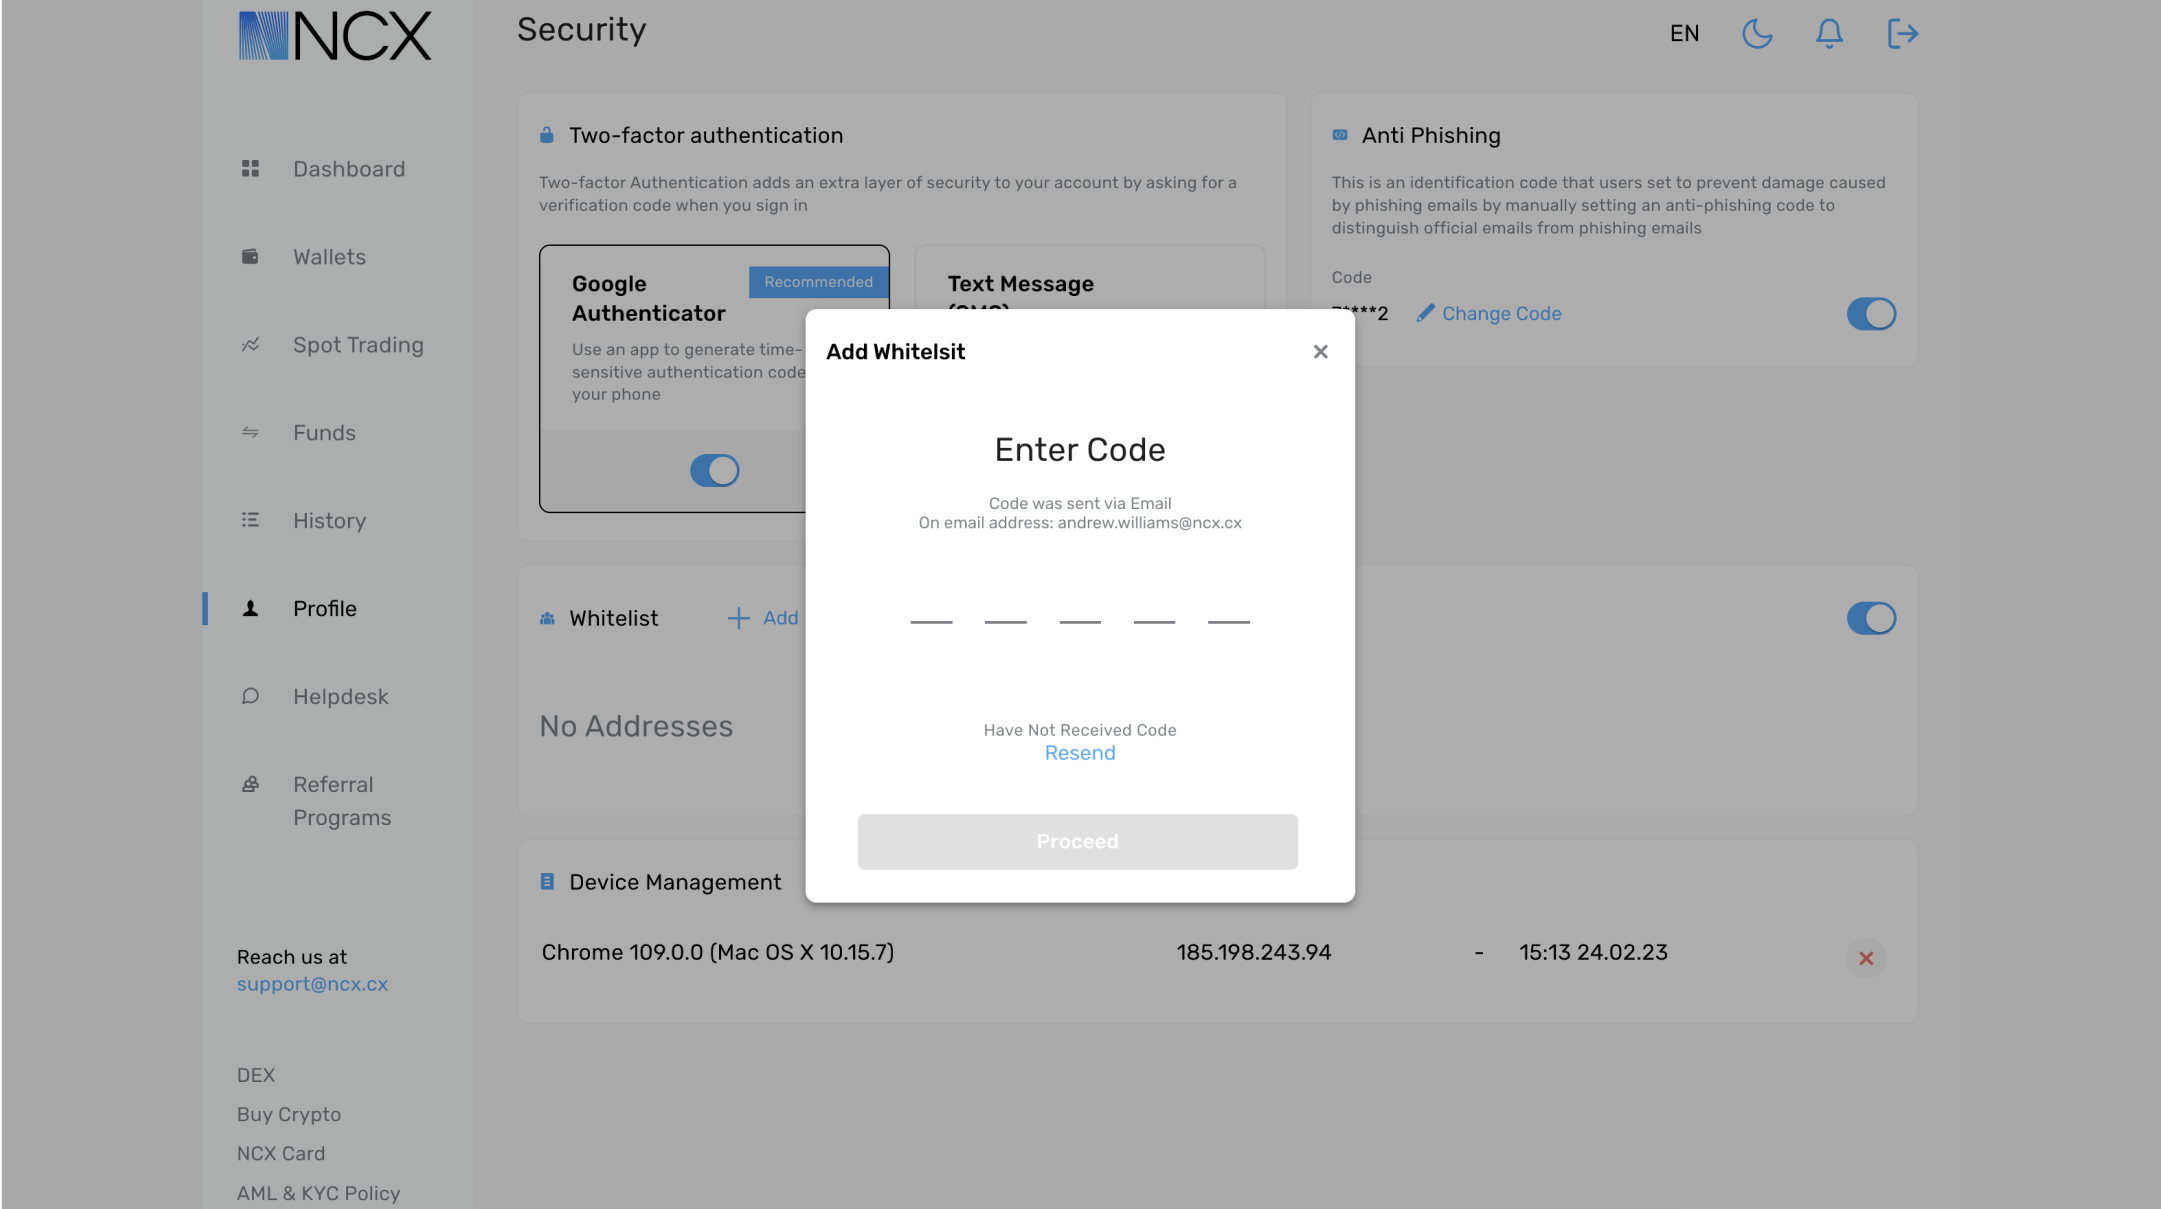 NCX
Security
EN
Dashboard
Wallets
Spot Trading
Funds
History
Profile
Helpdesk
Referral
Programs
Reach us at
support@ncx.cx
DEX
Buy Crypto
NCX Card
AML & KYC Policy
Two-factor authentication
Two-factor Authentication adds an extra layer of security to your account by asking for a
verification code when you sign in
Google
Authenticator
Recommended
Use an app to generate time-
sensitive authentication code
your phone
Text Message
Anti Phishing
This is an identification code that users set to prevent damage caused
by phishing emails by manually setting an anti-phishing code to
distinguish official emails from phishing emails
Code
7****2
Change Code
Add Whitelsit
Enter Code
Code was sent via Email
On email address: andrew.williams@ncx.cx
Have Not Received Code
Resend
Proceed
Whitelist
Add
No Addresses
Device Management
Chrome 109.0.0 (Mac OS X 10.15.7)
185.198.243.94
-
15:13 24.02.23